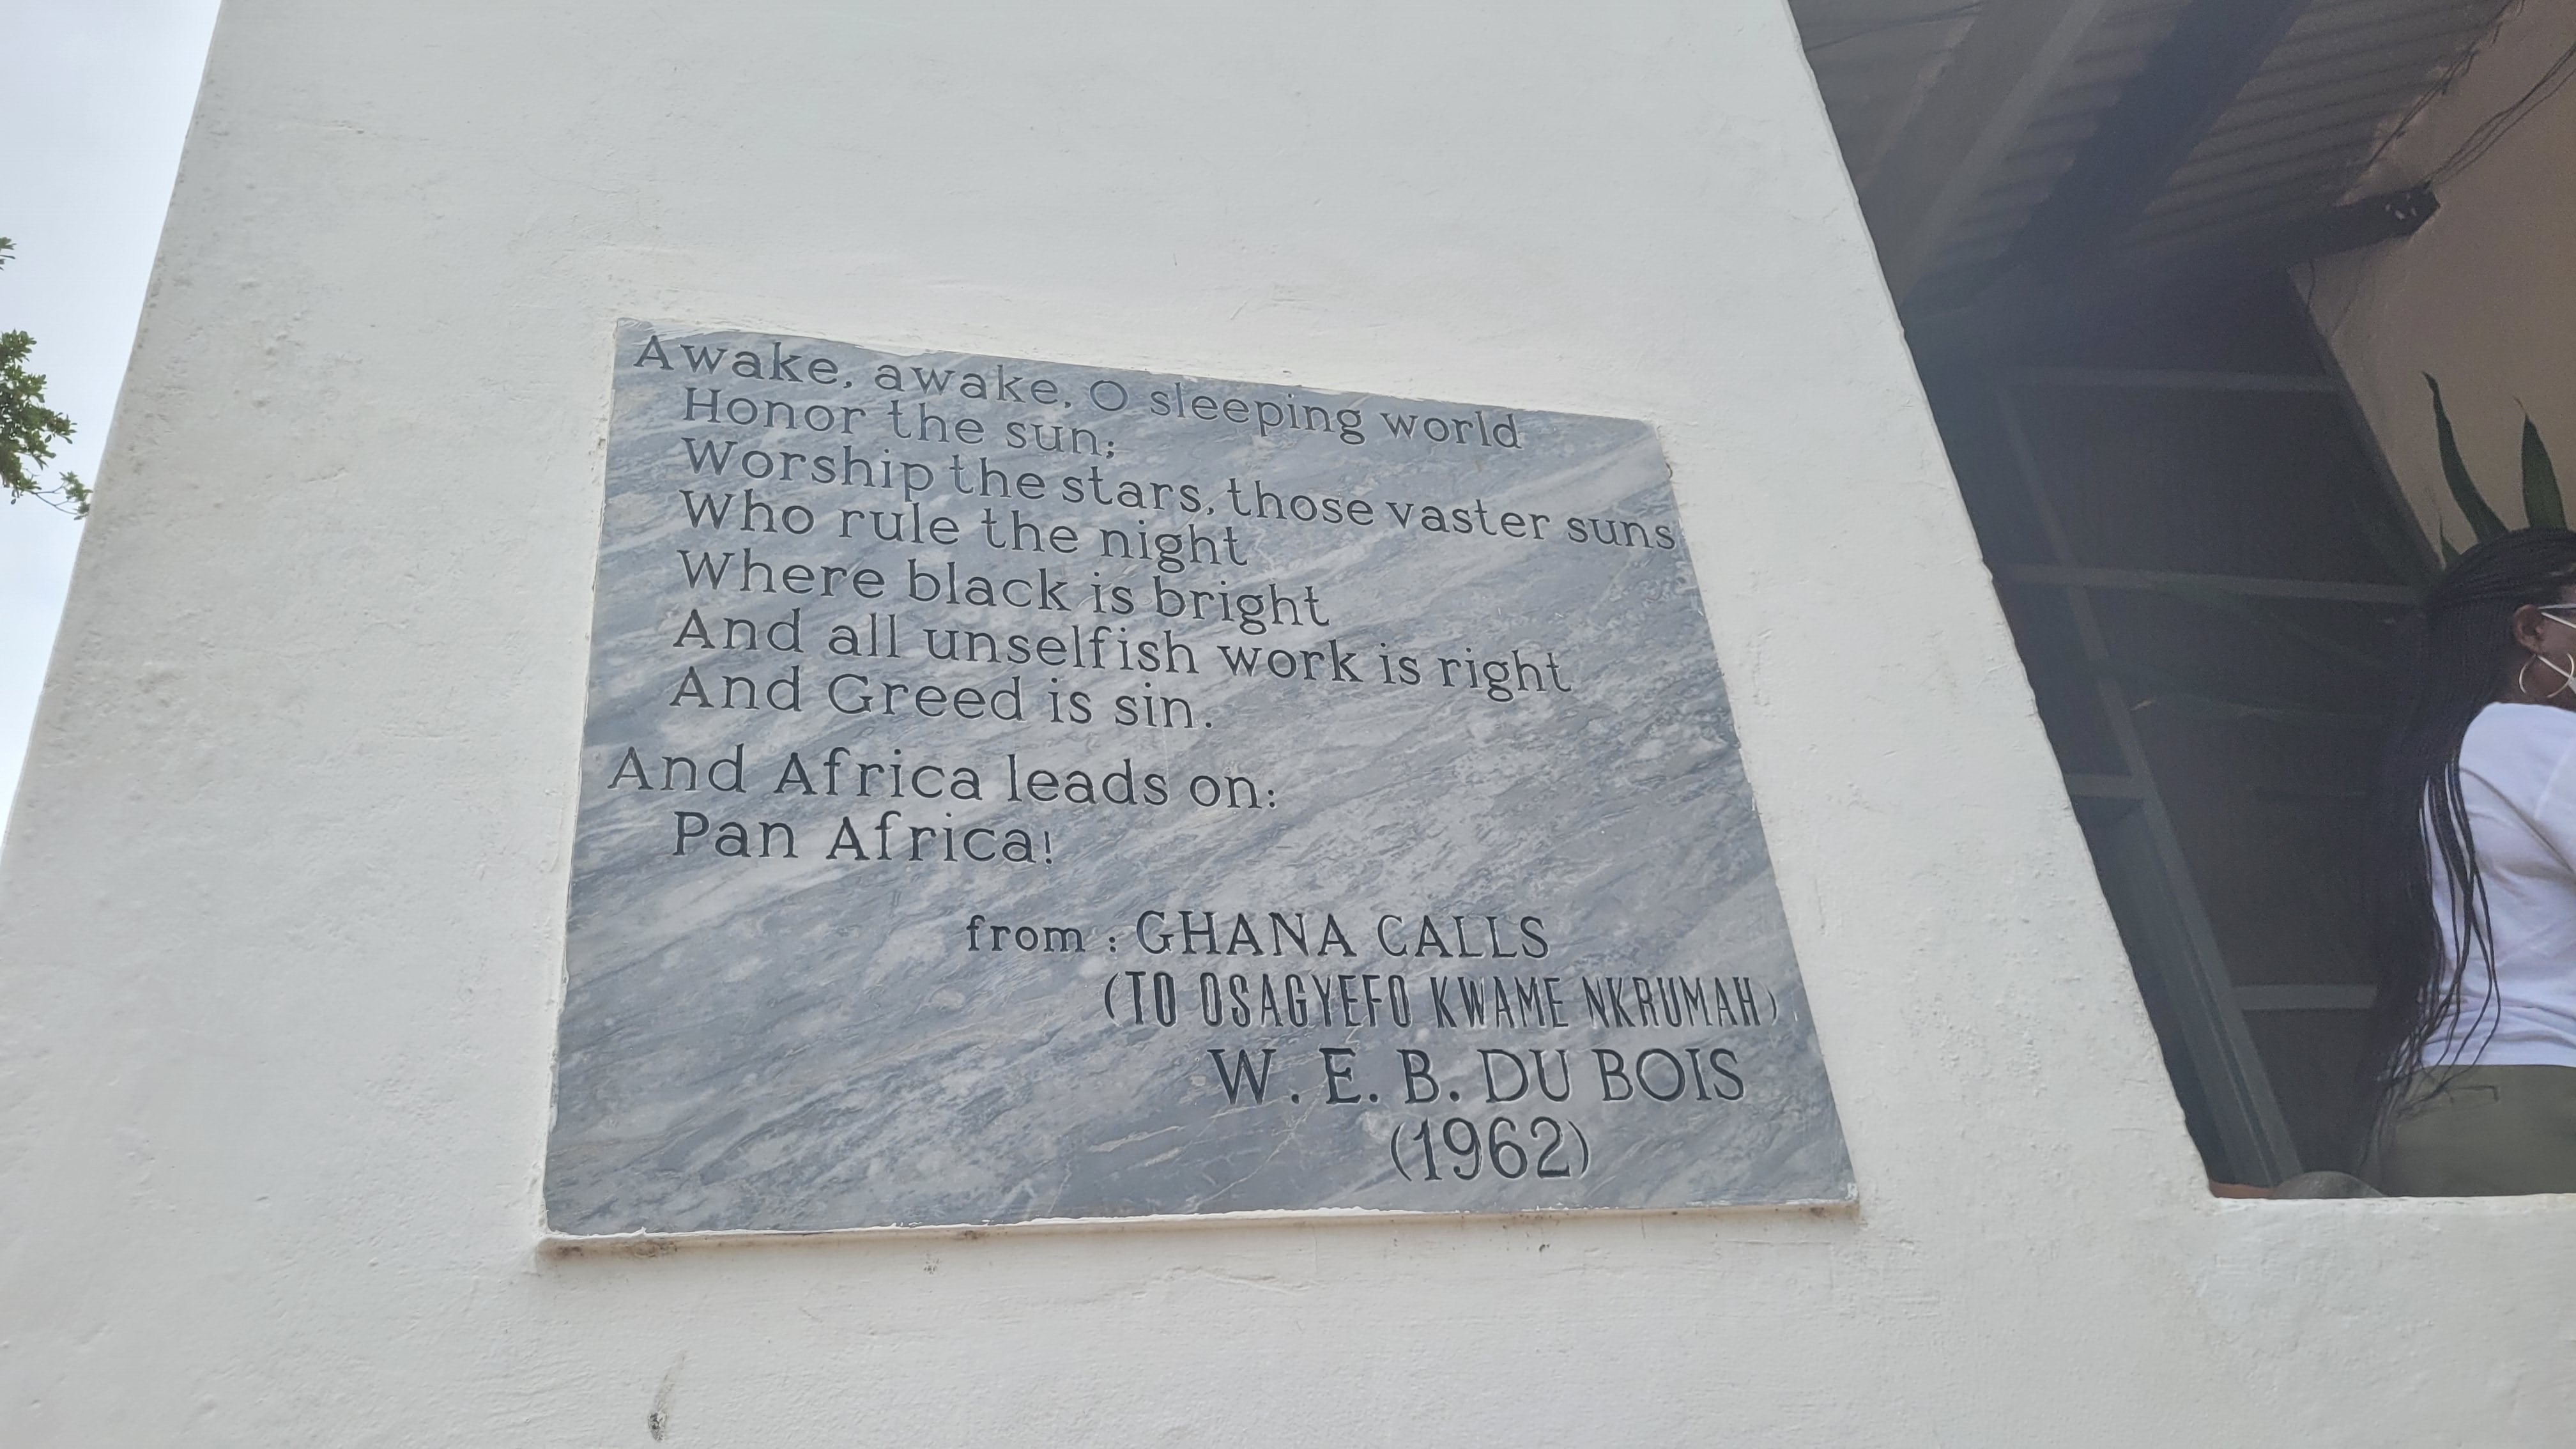 Awake, awake, O sleeping world
Honor the sun;
Worship the stars, those vaster suns
Who rule the night
Where black is bright
And all unselfish work is right
And Greed is sin.
And Africa leads on:
Pan Africa!
from : GHANA CALLS
(TO OSAGYEFO KWAME NKRUMAH)
W. E. B. DU BOIS
(1962)